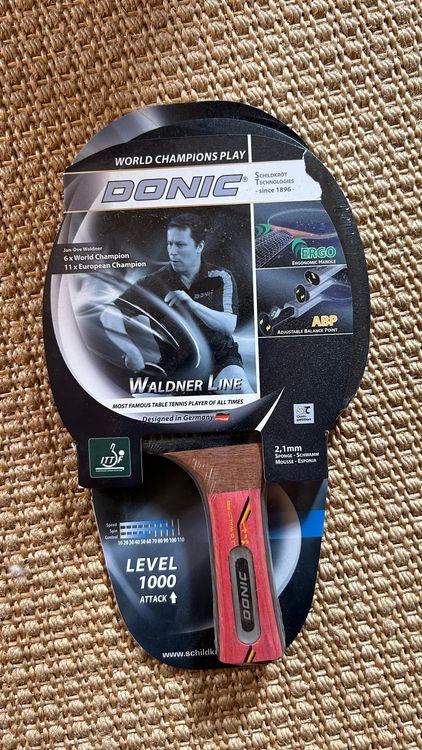 WORLD CHAMPIONS PLAY
DONIC®
SCHILDKRÖT
TECHNOLOGIES
- since 1896 -
Jan-Ove Waldner
6 x World Champion
11 x European Champion
DONIC
ERGO
ERGONOMIC HANDLE
ABP
ADJUSTABLE BALANCE POINT
WALDNER LINE
MOST FAMOUS TABLE TENNIS PLAYER OF ALL TIMES
Designed in Germany
ITTF
2,1mm
SPONGE - SCHWAMM
MOUSSE - ESPONJA
Speed
Spin
Control
10 20 30 40 50 60 70 80 90 100 110
LEVEL
1000
ATTACK
DONIC
www.schildk